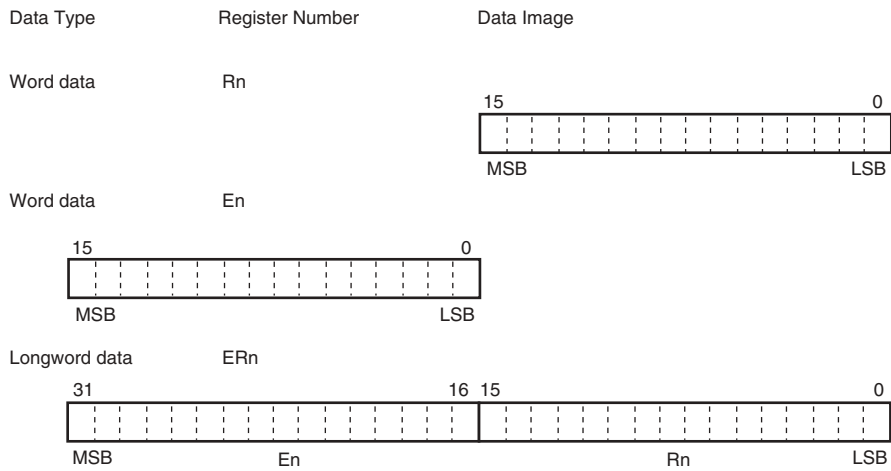 Data Type Register Number Data Image
Word data Rn
15 0
MSB LSB
Word data En
15 0
MSB LSB
Longword data ERn
31 16 15 0
MSB En Rn LSB